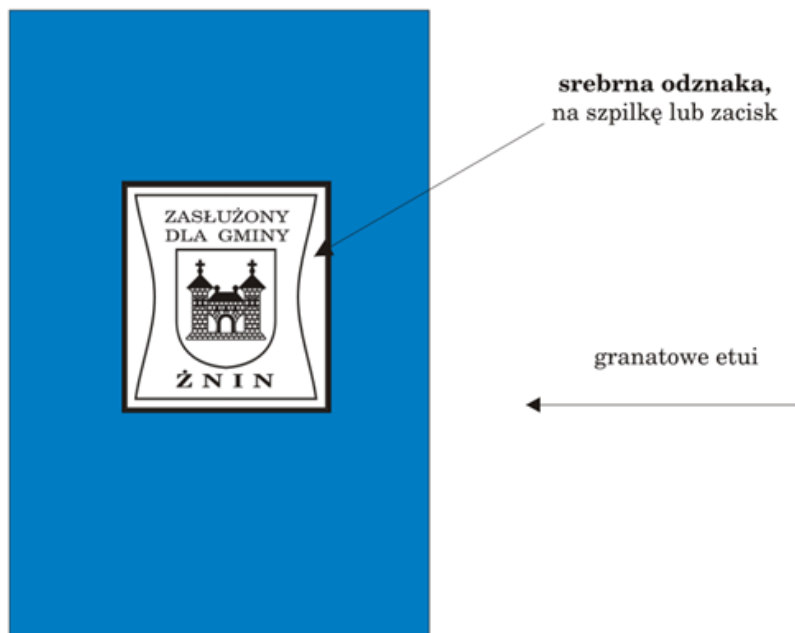 srebrna odznaka,
na szpilkę lub zacisk
ZASŁUŻONY
DLA GMINY
ŻNIN
granatowe etui